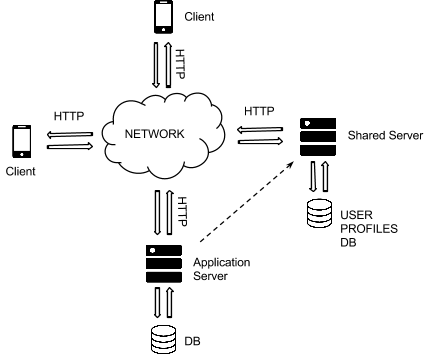 Client
HTTP
HTTP
HTTP
NETWORK
Shared Server
Client
HTTP
USER
PROFILES
DB
Application
Server
DB